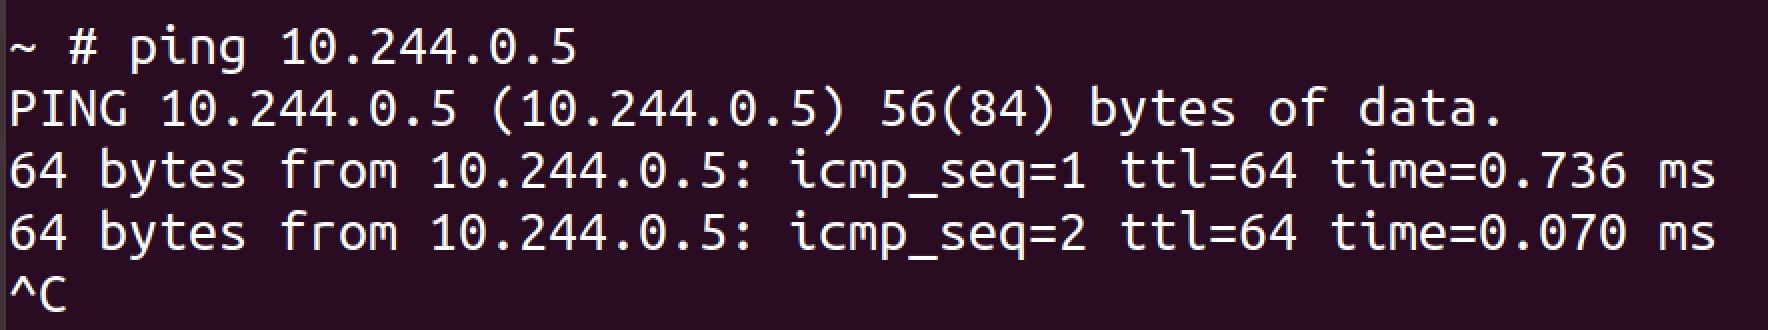 ~ # ping 10.244.0.5
PING 10.244.0.5 (10.244.0.5) 56(84) bytes of data.
64 bytes from 10.244.0.5: icmp_seq=1 ttl=64 time=0.736 ms
64 bytes from 10.244.0.5: icmp_seq=2 ttl=64 time=0.070 ms
^C